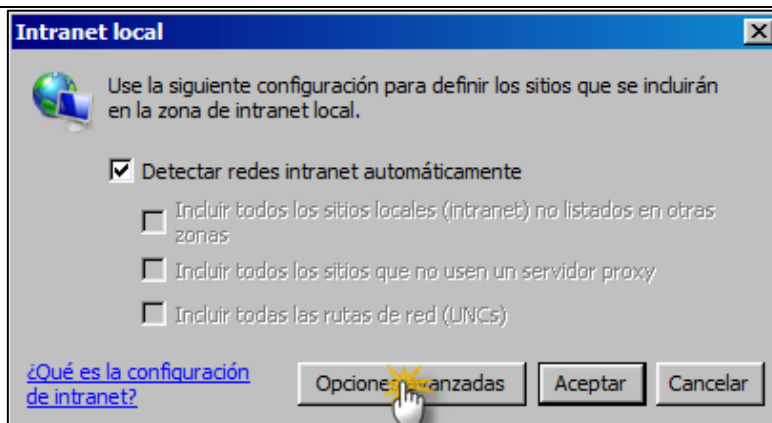 Intranet local
Use la siguiente configuración para definir los sitios que se incluirán
en la zona de intranet local.
Detectar redes intranet automáticamente
Incluir todos los sitios locales (intranet) no listados en otras
zonas
Incluir todos los sitios que no usen un servidor proxy
Incluir todas las rutas de red (UNCs)
¿Qué es la configuración
de intranet?
Opciones avanzadas
Aceptar
Cancelar